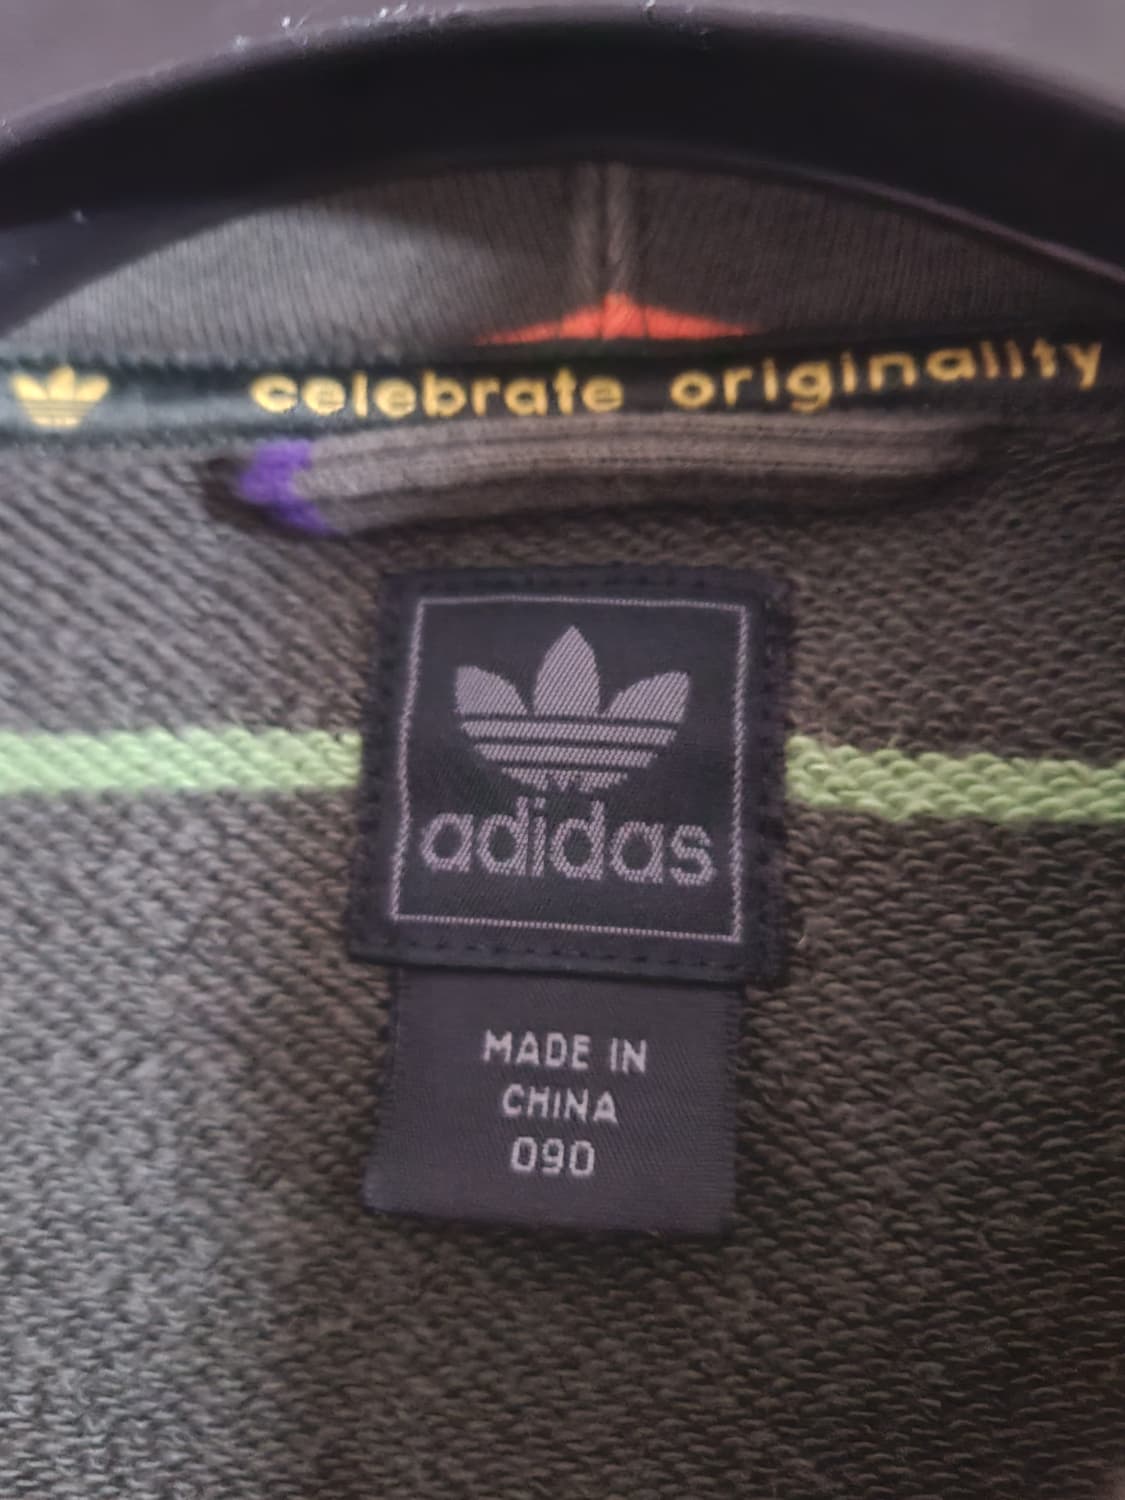 celebrate originality
adidas
MADE IN
CHINA
090